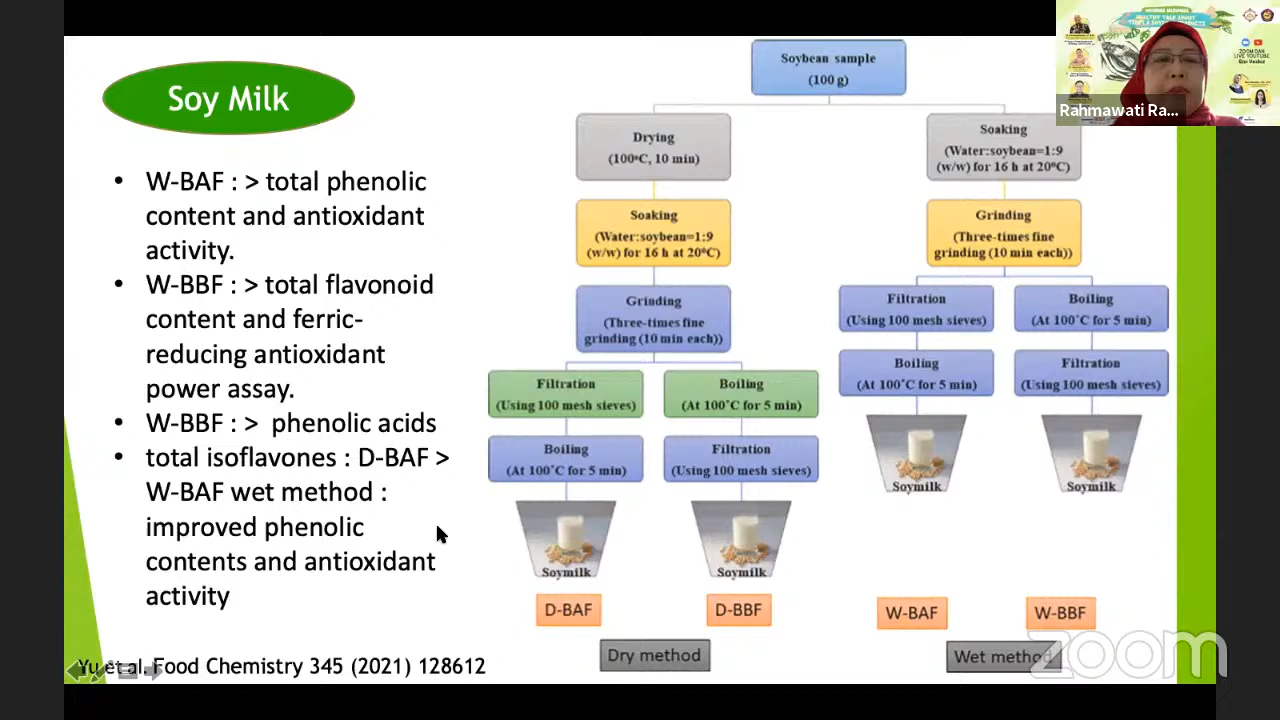 Soy Milk
• W-BAF : > total phenolic
content and antioxidant
activity.
• W-BBF : > total flavonoid
content and ferric-
reducing antioxidant
power assay.
• W-BBF : > phenolic acids
• total isoflavones : D-BAF >
W-BAF wet method :
improved phenolic
contents and antioxidant
activity
Yu et al. Food Chemistry 345 (2021) 128612
Soybean sample
(100 g)
Drying
(100°C, 10 min)
Soaking
(Water:soybean=1:9
(w/w) for 16 h at 20°C)
Grinding
(Three-times fine
grinding (10 min each))
Filtration
(Using 100 mesh sieves)
Boiling
(At 100°C for 5 min)
Soymilk
D-BAF
Boiling
(At 100°C for 5 min)
Filtration
(Using 100 mesh sieves)
Soymilk
D-BBF
Dry method
Soaking
(Water:soybean=1:9
(w/w) for 16 h at 20°C)
Grinding
(Three-times fine
grinding (10 min each))
Filtration
(Using 100 mesh sieves)
Boiling
(At 100°C for 5 min)
Soymilk
W-BAF
Boiling
(At 100°C for 5 min)
Filtration
(Using 100 mesh sieves)
Soymilk
W-BBF
Wet method
zoom
HEALTHY TALK ABOUT
ZOOM DAN
LIVE YOUTUBE
Rahmawati Ra...